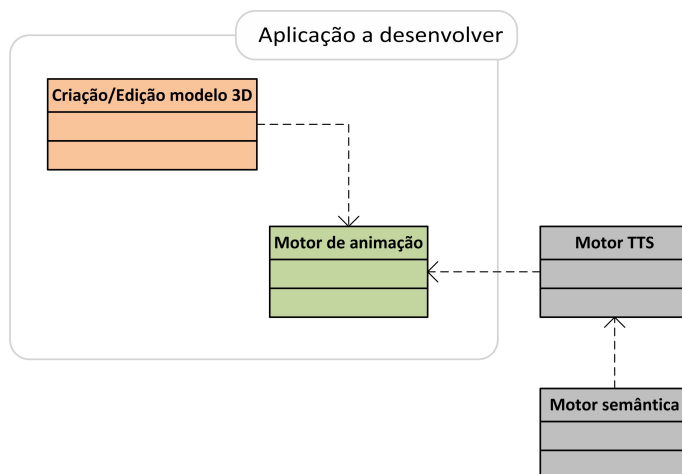 Aplicação a desenvolver
Criação/Edição modelo 3D
Motor de animação
Motor TTS
Motor semântica